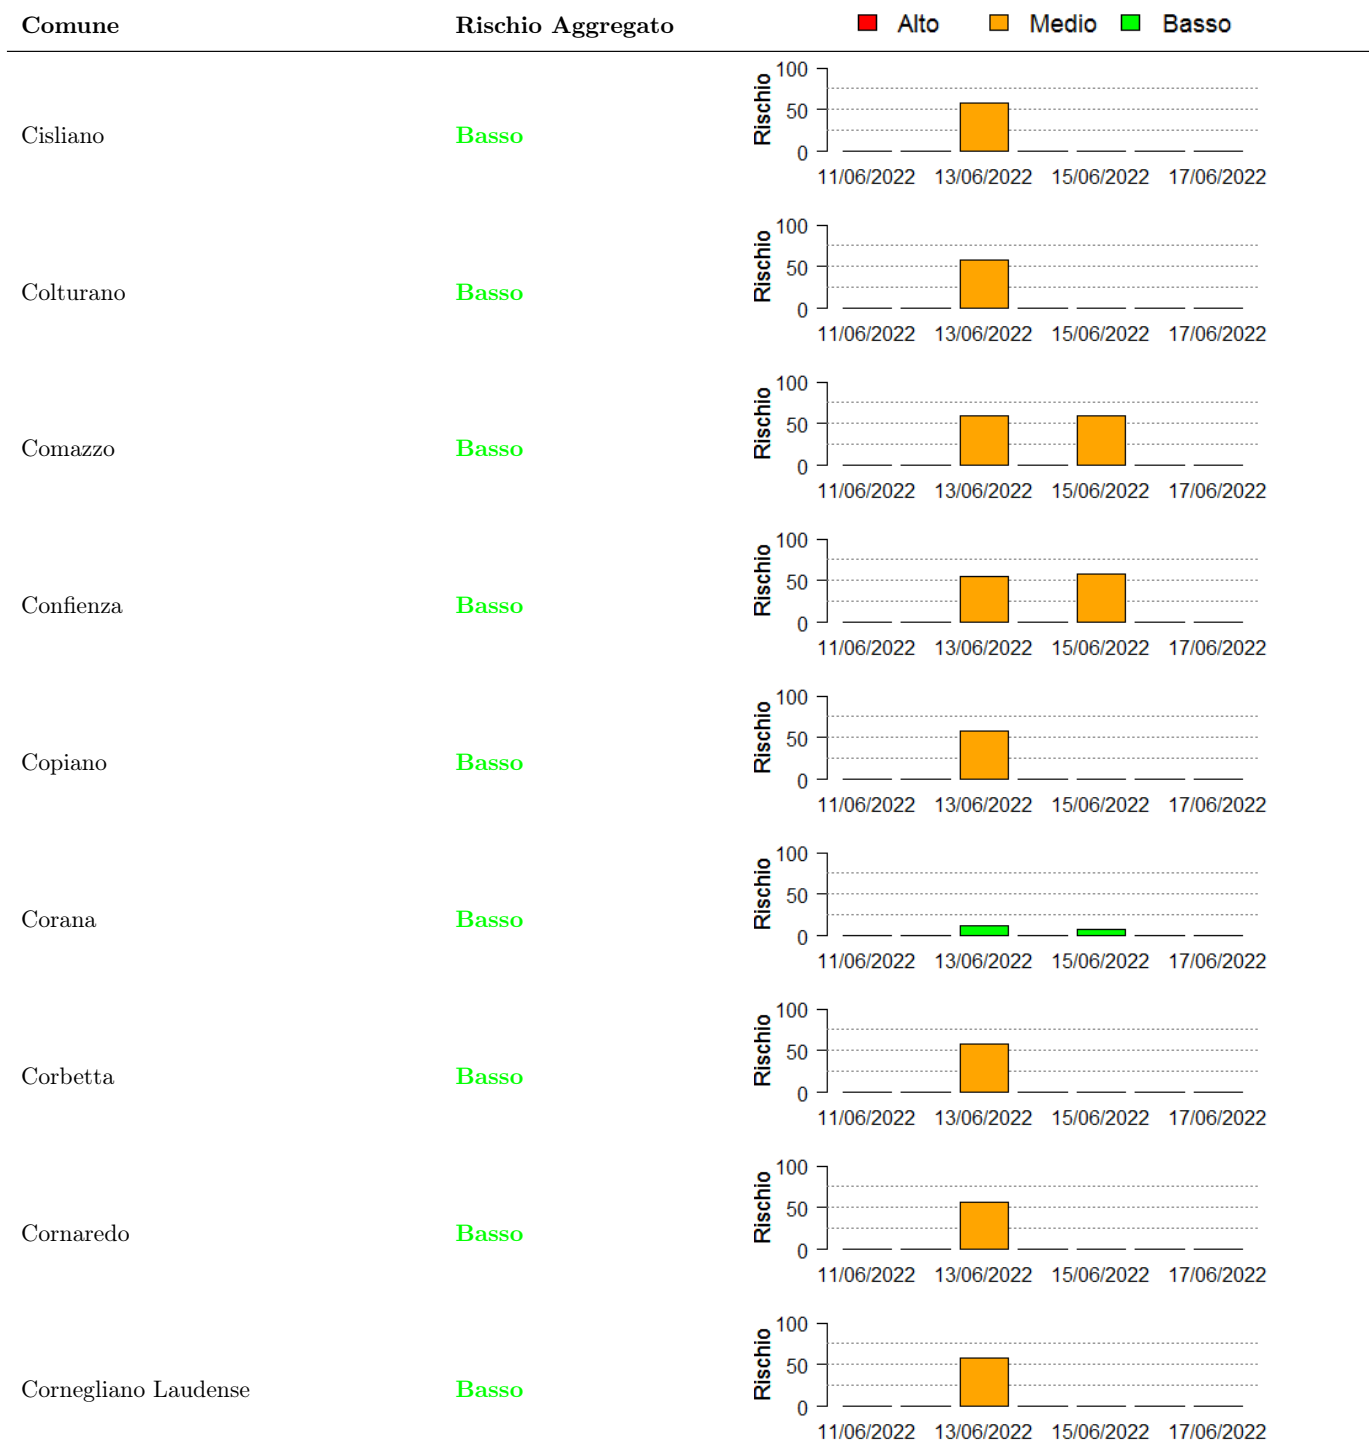 Comune Rischio Aggregato Alto Medio Basso
100
50
0
Rischio
Cisliano Basso
11/06/2022 13/06/2022 15/06/2022 17/06/2022
100
50
0
Rischio
Colturano Basso
11/06/2022 13/06/2022 15/06/2022 17/06/2022
100
50
0
Rischio
Comazzo Basso
11/06/2022 13/06/2022 15/06/2022 17/06/2022
100
50
0
Rischio
Confienza Basso
11/06/2022 13/06/2022 15/06/2022 17/06/2022
100
50
0
Rischio
Copiano Basso
11/06/2022 13/06/2022 15/06/2022 17/06/2022
100
50
0
Rischio
Corana Basso
11/06/2022 13/06/2022 15/06/2022 17/06/2022
100
50
0
Rischio
Corbetta Basso
11/06/2022 13/06/2022 15/06/2022 17/06/2022
100
50
0
Rischio
Cornaredo Basso
11/06/2022 13/06/2022 15/06/2022 17/06/2022
100
50
0
Rischio
Cornegliano Laudense Basso
11/06/2022 13/06/2022 15/06/2022 17/06/2022